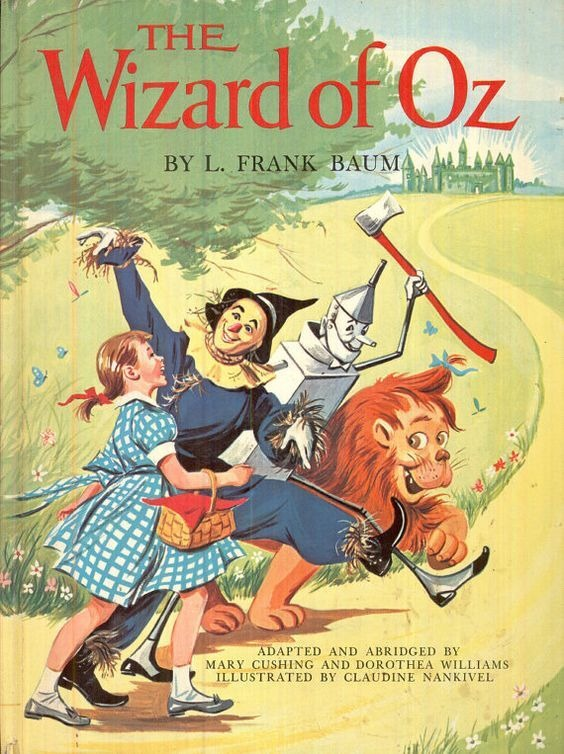 THE
Wizard of Oz
BY L. FRANK BAUM
ADAPTED AND ABRIDGED BY
MARY CUSHING AND DOROTHEA WILLIAMS
ILLUSTRATED BY CLAUDINE NANKIVEL